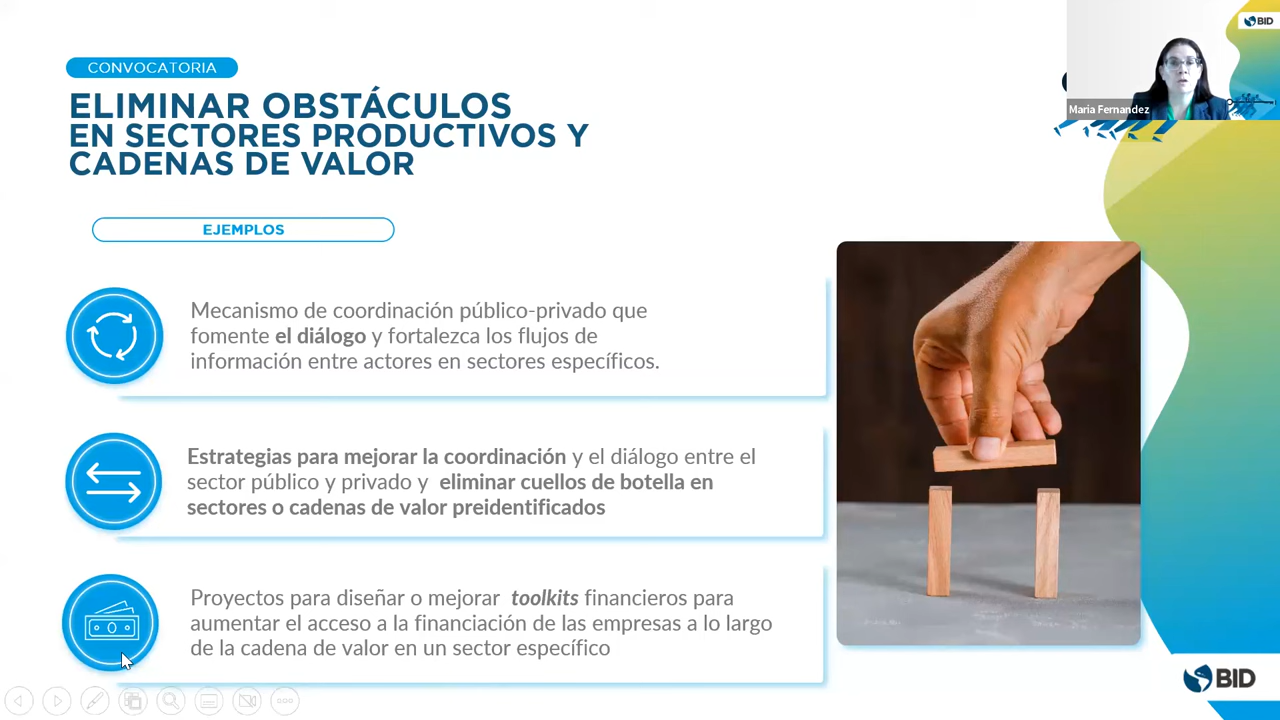 CONVOCATORIA
ELIMINAR OBSTÁCULOS
EN SECTORES PRODUCTIVOS Y
CADENAS DE VALOR
EJEMPLOS
Mecanismo de coordinación público-privado que
fomente el diálogo y fortalezca los flujos de
información entre actores en sectores específicos.
Estrategias para mejorar la coordinación y el diálogo entre el
sector público y privado y eliminar cuellos de botella en
sectores o cadenas de valor preidentificados
Proyectos para diseñar o mejorar toolkits financieros para
aumentar el acceso a la financiación de las empresas a lo largo
de la cadena de valor en un sector específico
BID
Maria Fernandez
BID